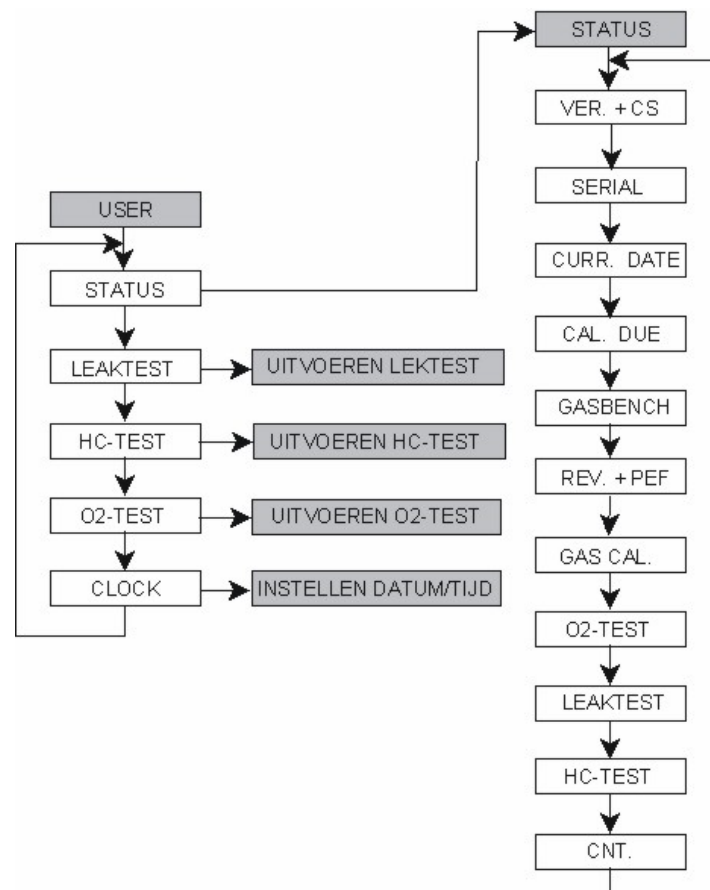 USER
STATUS
LEAKTEST
UITVOEREN LEKTEST
HC-TEST
UITVOEREN HC-TEST
O2-TEST
UITVOEREN O2-TEST
CLOCK
INSTELLEN DATUM/TIJD
STATUS
VER. + CS
SERIAL
CURR. DATE
CAL. DUE
GASBENCH
REV. + PEF
GAS CAL.
O2-TEST
LEAKTEST
HC-TEST
CNT.